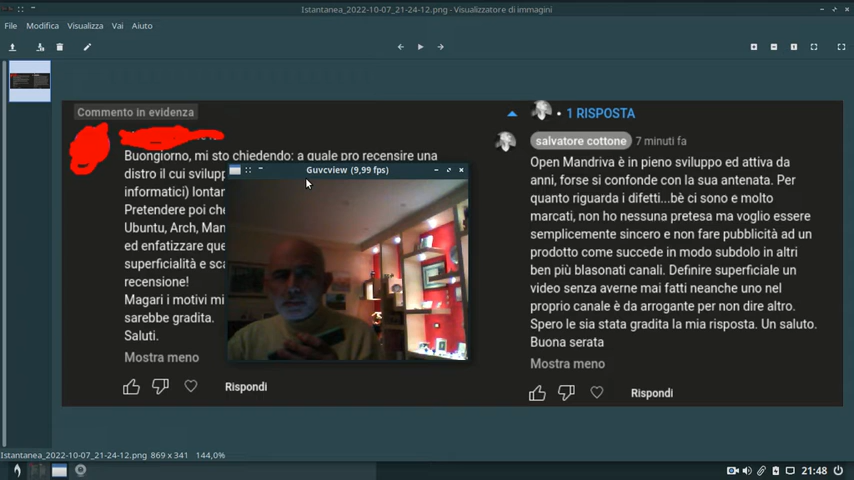 Istantanea_2022-10-07_21-24-12.png - Visualizzatore di immagini
File Modifica Visualizza Vai Aiuto
Commento in evidenza
Buongiorno, mi sto chiedendo: a quale pro recensire una
distro il cui
informatici)
Pretendere poi
Ubuntu, Arch,
ed enfatizzare
superficialità e
recensione!
Magari i motivi
sarebbe gradita.
Saluti.
Mostra meno
Rispondi
Guvcview (9,99 fps)
• 1 RISPOSTA
salvatore cottone 7 minuti fa
Open Mandriva è in pieno sviluppo ed attiva da
anni, forse si confonde con la sua antenata. Per
quanto riguarda i difetti...bè ci sono e molto
marcati, non ho nessuna pretesa ma voglio essere
semplicemente sincero e non fare pubblicità ad un
prodotto come succede in modo subdolo in altri
ben più blasonati canali. Definire superficiale un
video senza averne mai fatti neanche uno nel
proprio canale è da arrogante per non dire altro.
Spero le sia stata gradita la mia risposta. Un saluto.
Buona serata
Mostra meno
Rispondi
Istantanea_2022-10-07_21-24-12.png 869 x 341 144,0%
21:48